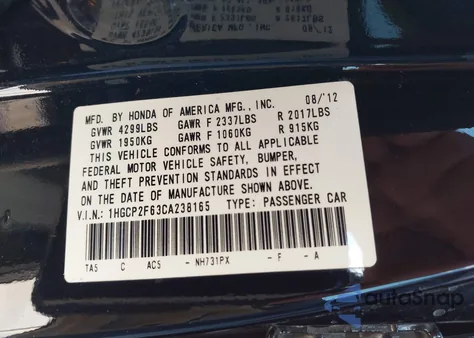 MFD. BY HONDA OF AMERICA MFG., INC. 08/'12
GVWR 4299LBS GAWR F 2337LBS R 2017LBS
GVWR 1950KG GAWR F 1060KG R 915KG
THIS VEHICLE CONFORMS TO ALL APPLICABLE
FEDERAL MOTOR VEHICLE SAFETY, BUMPER,
AND THEFT PREVENTION STANDARDS IN EFFECT
ON THE DATE OF MANUFACTURE SHOWN ABOVE.
V.I.N.: 1HGCP2F63CA238165 TYPE: PASSENGER CAR
TA5 C AC5 - NH731PX - F - A
autoSnap